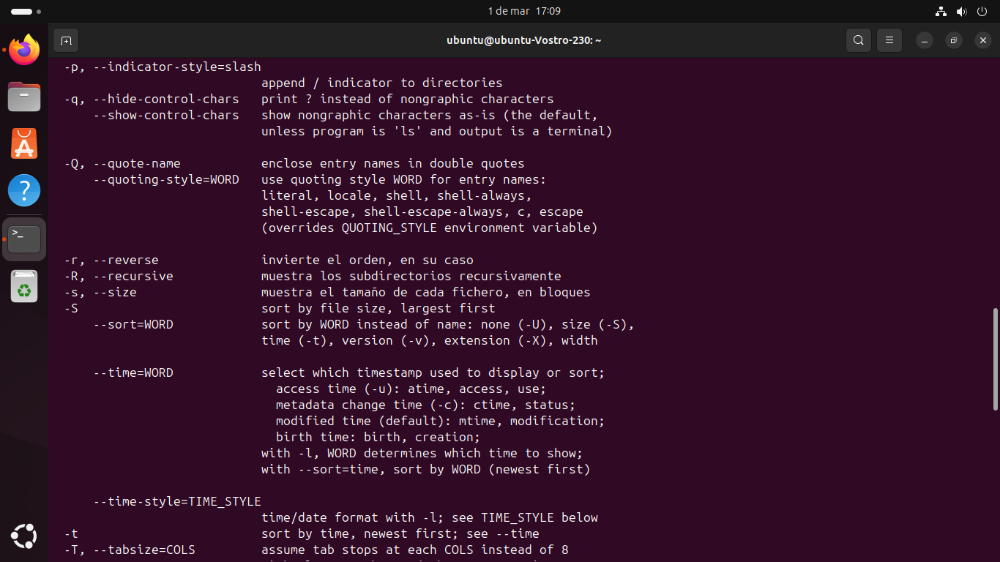 1 de mar 17:09
ubuntu@ubuntu-Vostro-230: ~
-p, --indicator-style=slash
append / indicator to directories
-q, --hide-control-chars print ? instead of nongraphic characters
--show-control-chars show nongraphic characters as-is (the default,
unless program is 'ls' and output is a terminal)
-Q, --quote-name enclose entry names in double quotes
--quoting-style=WORD use quoting style WORD for entry names:
literal, locale, shell, shell-always,
shell-escape, shell-escape-always, c, escape
(overrides QUOTING_STYLE environment variable)
-r, --reverse invierte el orden, en su caso
-R, --recursive muestra los subdirectorios recursivamente
-s, --size muestra el tamaño de cada fichero, en bloques
-S sort by file size, largest first
--sort=WORD sort by WORD instead of name: none (-U), size (-S),
time (-t), version (-v), extension (-X), width
--time=WORD select which timestamp used to display or sort;
access time (-u): atime, access, use;
metadata change time (-c): ctime, status;
modified time (default): mtime, modification;
birth time: birth, creation;
with -l, WORD determines which time to show;
with --sort=time, sort by WORD (newest first)
--time-style=TIME_STYLE
time/date format with -l; see TIME_STYLE below
-t sort by time, newest first; see --time
-T, --tabsize=COLS assume tab stops at each COLS instead of 8